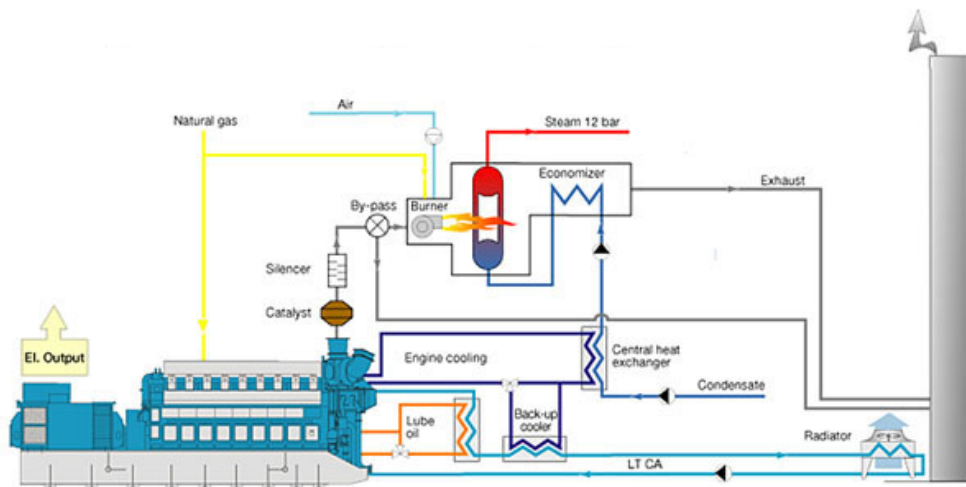 Air
Natural gas
Steam 12 bar
Economizer
Exhaust
By-pass
Burner
Silencer
Catalyst
El. Output
Engine cooling
Central heat
exchanger
Condensate
Lube
oil
Back-up
cooler
Radiator
LT CA